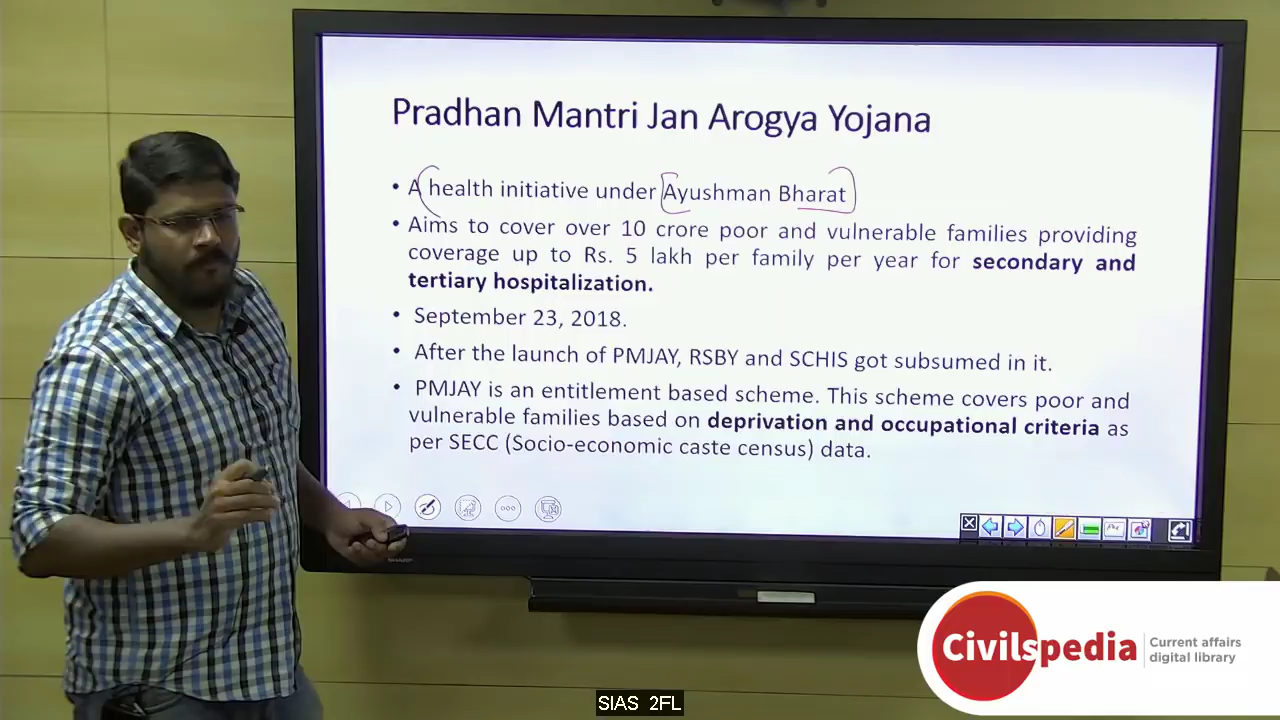 Pradhan Mantri Jan Arogya Yojana
• A health initiative under Ayushman Bharat
• Aims to cover over 10 crore poor and vulnerable families providing
coverage up to Rs. 5 lakh per family per year for secondary and
tertiary hospitalization.
• September 23, 2018.
• After the launch of PMJAY, RSBY and SCHIS got subsumed in it.
• PMJAY is an entitlement based scheme. This scheme covers poor and
vulnerable families based on deprivation and occupational criteria as
per SECC (Socio-economic caste census) data.
SHARP
Civilspedia
Current affairs
digital library
SIAS 2FL